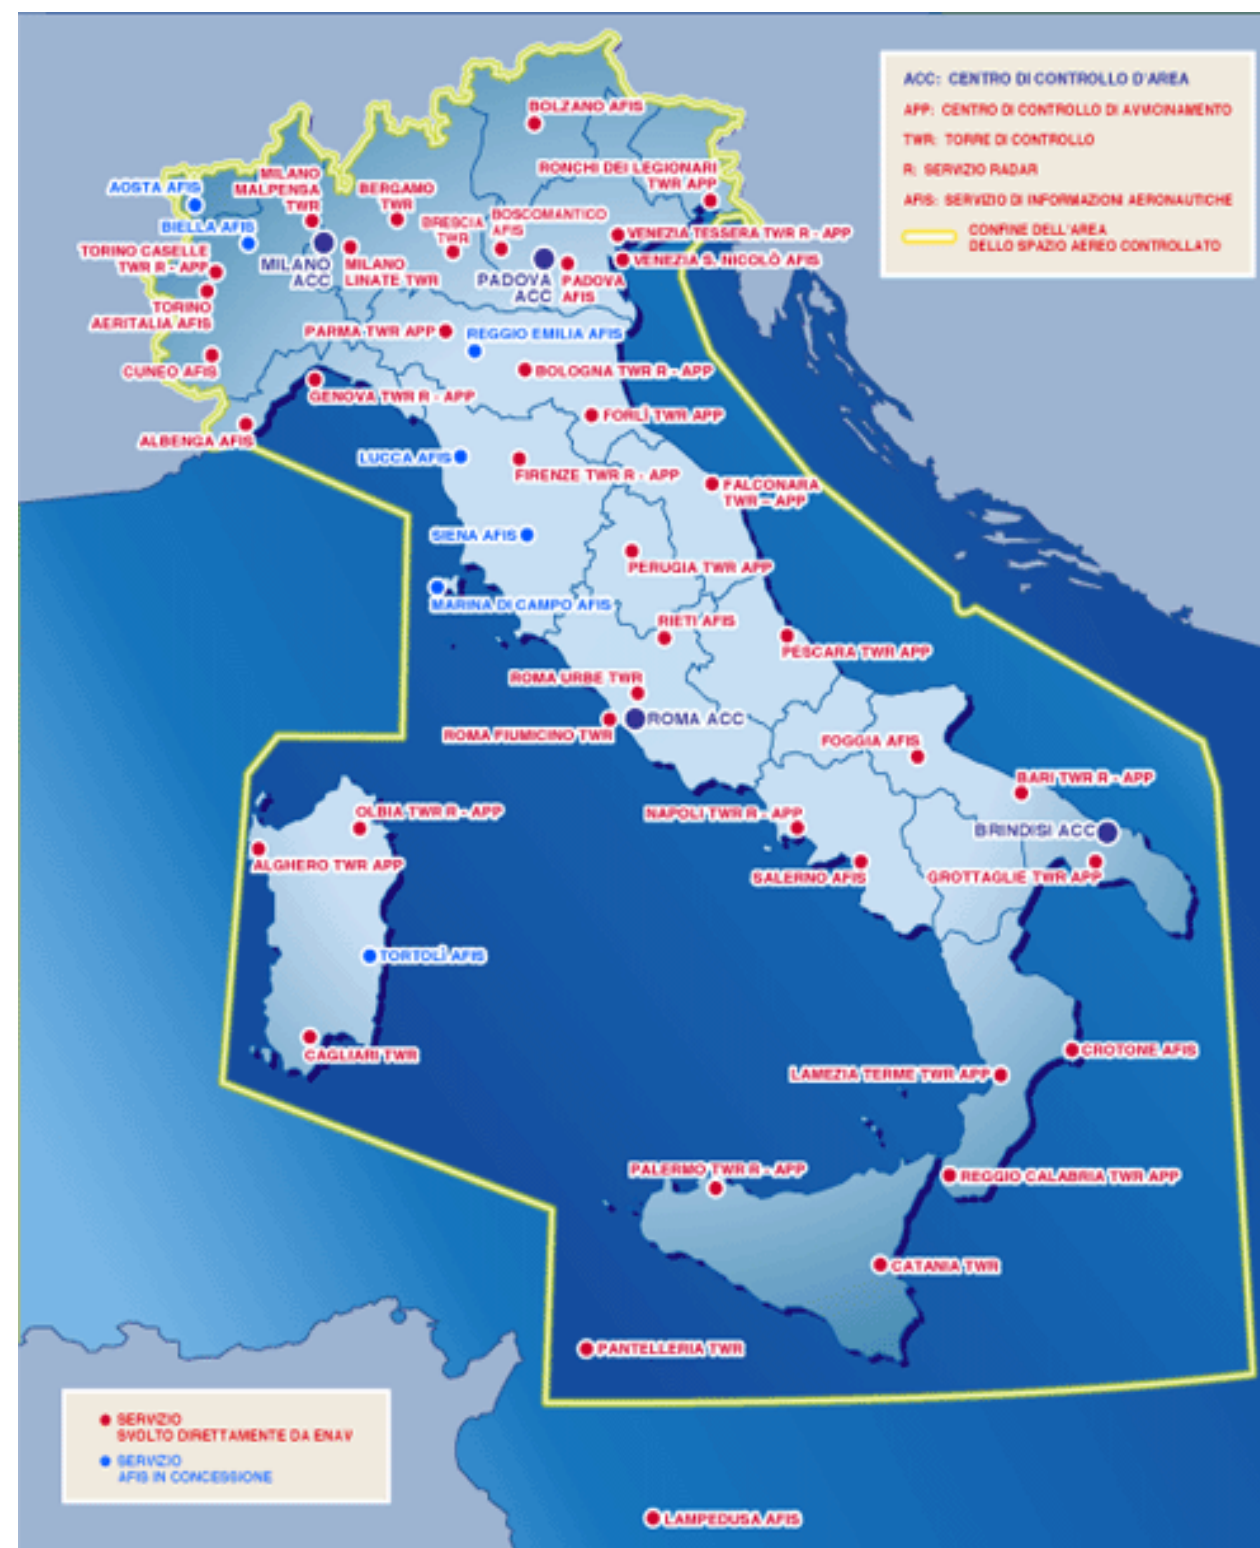 ACC: CENTRO DI CONTROLLO D'AREA
APP: CENTRO DI CONTROLLO DI AVVICINAMENTO
TWR: TORRE DI CONTROLLO
R: SERVIZIO RADAR
AFIS: SERVIZIO DI INFORMAZIONI AERONAUTICHE
CONFINE DELL'AREA
DELLO SPAZIO AEREO CONTROLLATO
BOLZANO AFIS
RONCHI DEI LEGIONARI
TWR APP
AOSTA AFIS
MILANO
MALPENSA
TWR
BERGAMO
TWR
BIELLA AFIS
BRESCIA
TWR
BOSCOMANTICO
AFIS
VENEZIA TESSERA TWR R - APP
VENEZIA S. NICOLÒ AFIS
TORINO CASELLE
TWR R - APP
MILANO
ACC
MILANO
LINATE TWR
PADOVA
ACC
PADOVA
AFIS
TORINO
AERITALIA AFIS
PARMA TWR APP
REGGIO EMILIA AFIS
CUNEO AFIS
GENOVA TWR R - APP
BOLOGNA TWR R - APP
ALBENGA AFIS
FORLÌ TWR APP
LUCCA AFIS
FIRENZE TWR R - APP
FALCONARA
TWR - APP
SIENA AFIS
PERUGIA TWR APP
MARINA DI CAMPO AFIS
RIETI AFIS
PESCARA TWR APP
ROMA URBE TWR
ROMA ACC
ROMA FIUMICINO TWR
FOGGIA AFIS
BARI TWR R - APP
OLBIA TWR R - APP
NAPOLI TWR R - APP
BRINDISI ACC
ALGHERO TWR APP
SALERNO AFIS
GROTTAGLIE TWR APP
TORTOLÌ AFIS
CAGLIARI TWR
CROTONE AFIS
LAMEZIA TERME TWR APP
PALERMO TWR R - APP
REGGIO CALABRIA TWR APP
CATANIA TWR
PANTELLERIA TWR
SERVIZIO
SVOLTO DIRETTAMENTE DA ENAV
SERVIZIO
AFIS IN CONCESSIONE
LAMPEDUSA AFIS